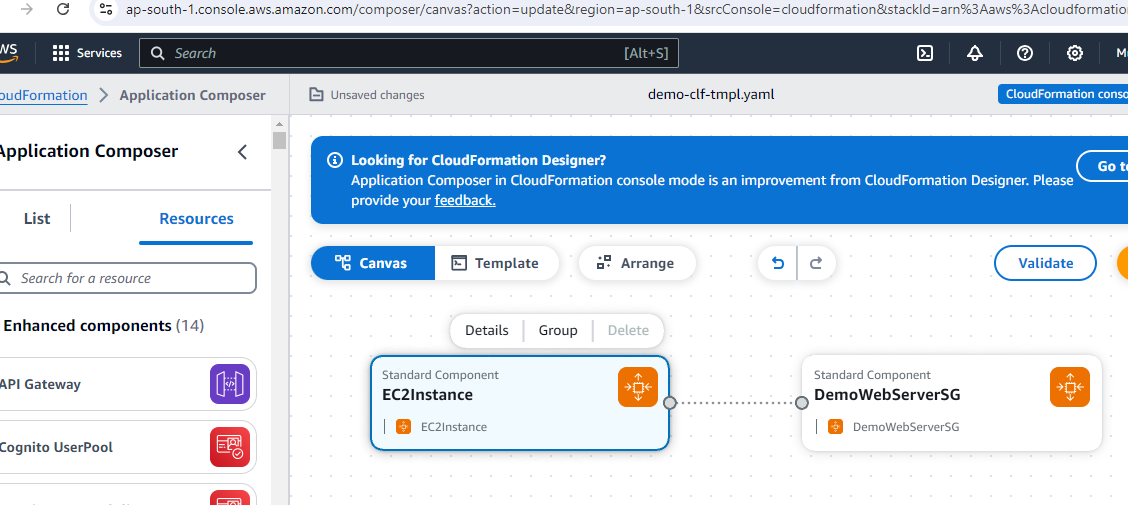 ap-south-1.console.aws.amazon.com/composer/canvas?action=update&region=ap-south-1&srcConsole=cloudformation&stackId=arn%3Aaws%3Acloudformation
Services
Search
[Alt+S]
oudFormation
Application Composer
Unsaved changes
demo-clf-tmpl.yaml
CloudFormation conso
Application Composer
Looking for CloudFormation Designer?
Application Composer in CloudFormation console mode is an improvement from CloudFormation Designer. Please
provide your feedback.
Go to
List
Resources
Canvas
Template
Arrange
Validate
Search for a resource
Enhanced components (14)
Details
Group
Delete
API Gateway
Standard Component
EC2Instance
EC2Instance
Standard Component
DemoWebServerSG
DemoWebServerSG
Cognito UserPool